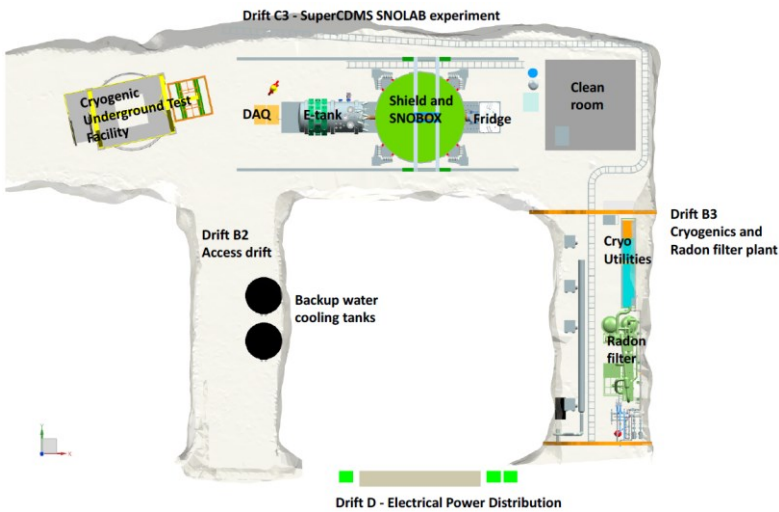 Drift C3 - SuperCDMS SNOLAB experiment
Cryogenic
Underground Test
Facility
DAQ
E-tank
Shield and
SNOBOX
Fridge
Clean
room
Drift B2
Access drift
Backup water
cooling tanks
Drift B3
Cryogenics and
Radon filter plant
Cryo
Utilities
Radon
filter
Drift D - Electrical Power Distribution